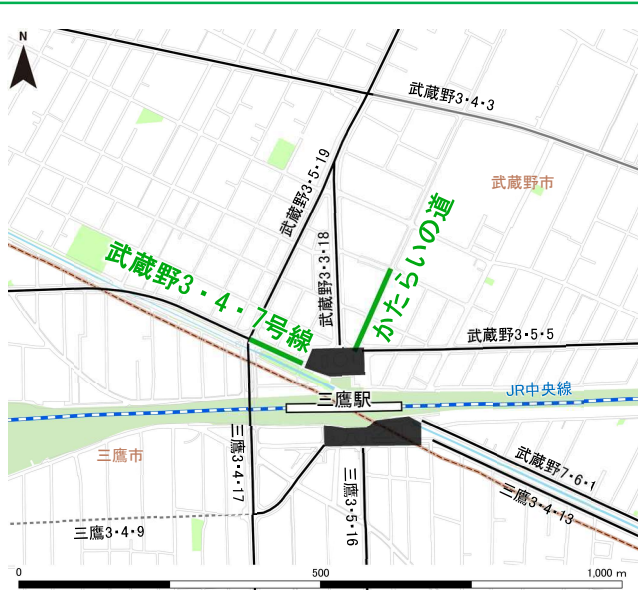 N
武蔵野3・4・3
武蔵野3・5・19
武蔵野市
かたらいの道
武蔵野3・3・18
武蔵野3・4・7号線
武蔵野3・5・5
JR中央線
三鷹駅
三鷹市
三鷹3・4・17
三鷹3・5・16
武蔵野7・6・1
三鷹3・4・13
三鷹3・4・9
0
500
1,000 m